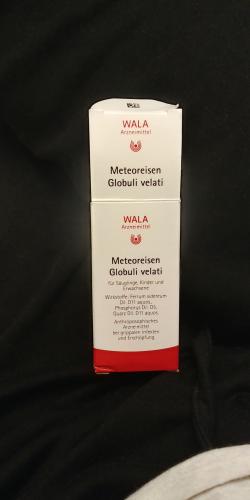 WALA
Arzneimittel
Meteoreisen
Globuli velati
WALA
Arzneimittel
Meteoreisen
Globuli velati
für Säuglinge, Kinder und
Erwachsene
Wirkstoffe: Ferrum sidereum
Dil. D11 aquos.,
Phosphorus Dil. D5,
Quarz Dil. D11 aquos.
Anthroposophisches
Arzneimittel
bei grippalen Infekten
und Erschöpfung